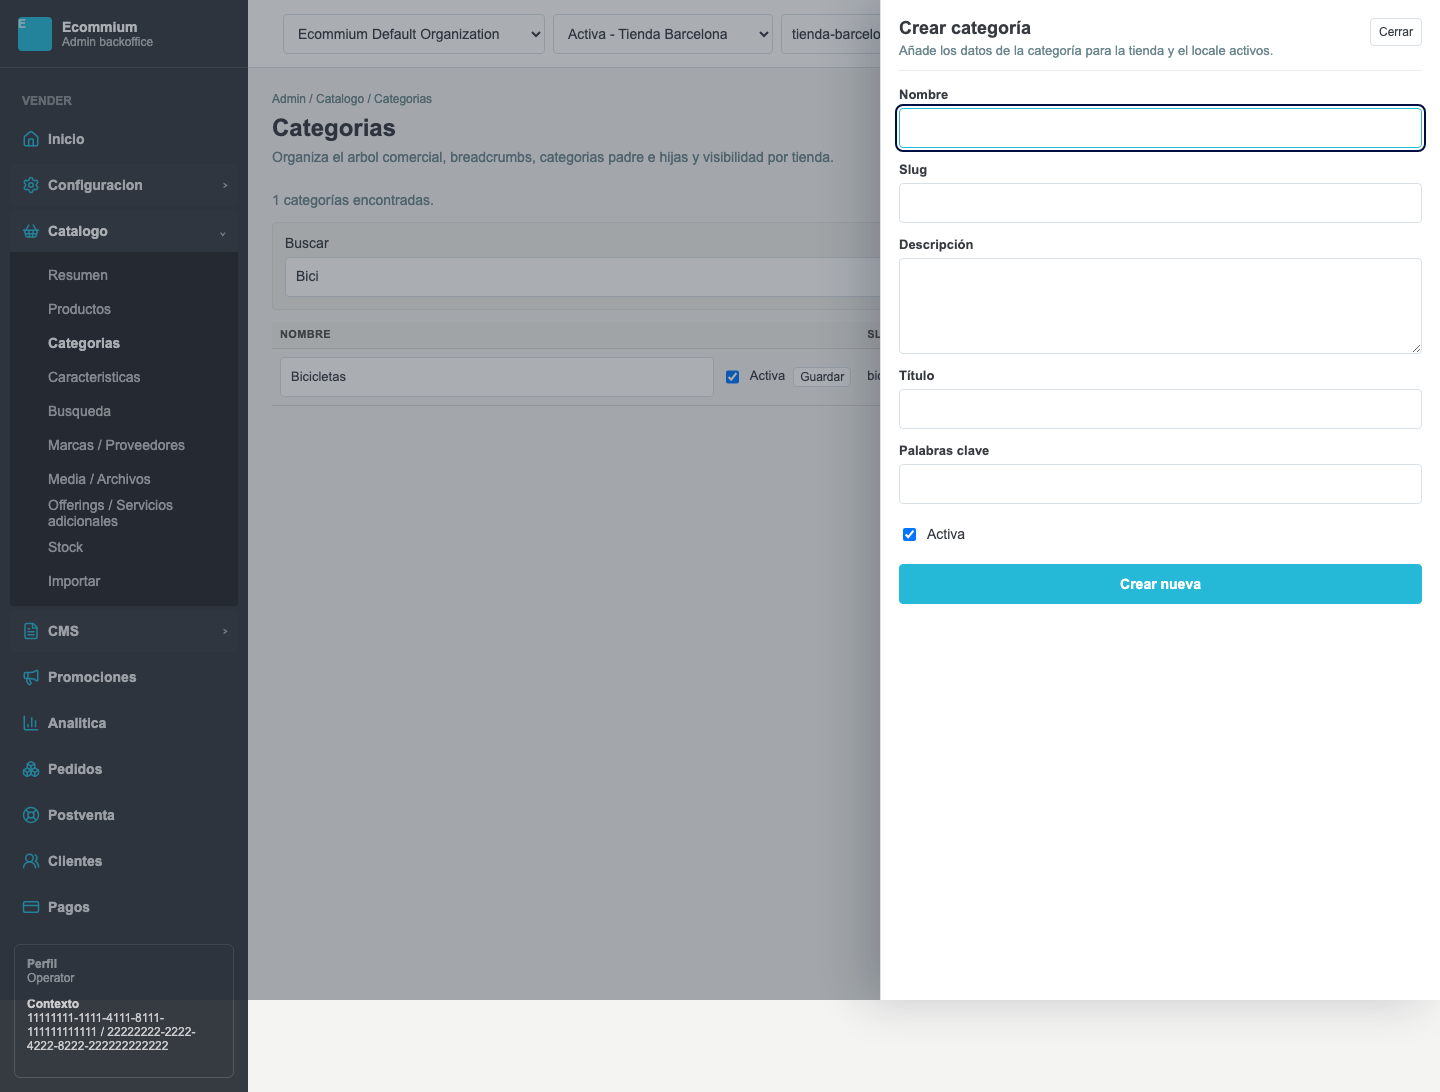 E
Ecommium
Admin backoffice
VENDER
Inicio
Configuracion
Catalogo
Resumen
Productos
Categorias
Caracteristicas
Busqueda
Marcas / Proveedores
Media / Archivos
Offerings / Servicios
adicionales
Stock
Importar
CMS
Promociones
Analitica
Pedidos
Postventa
Clientes
Pagos
Perfil
Operator
Contexto
11111111-1111-4111-8111-
111111111111 / 22222222-2222-
4222-8222-222222222222
Ecommium Default Organization
Activa - Tienda Barcelona
tienda-barcelo
Admin / Catalogo / Categorias
Categorias
Organiza el arbol comercial, breadcrumbs, categorias padre e hijas y visibilidad por tienda.
1 categorías encontradas.
Buscar
Bici
NOMBRE
SL
Bicicletas
Activa
Guardar
bic
Crear categoría
Añade los datos de la categoría para la tienda y el locale activos.
Cerrar
Nombre
Slug
Descripción
Título
Palabras clave
Activa
Crear nueva